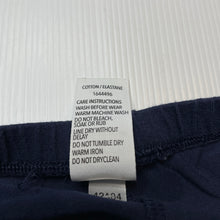 COTTON/ELASTANE
1644496
CARE INSTRUCTIONS
WASH BEFORE WEAR
WARM MACHINE WASH
DO NOT BLEACH,
SOAK OR RUB
LINE DRY WITHOUT
DELAY
DO NOT TUMBLE DRY
WARM IRON
DO NOT DRYCLEAN